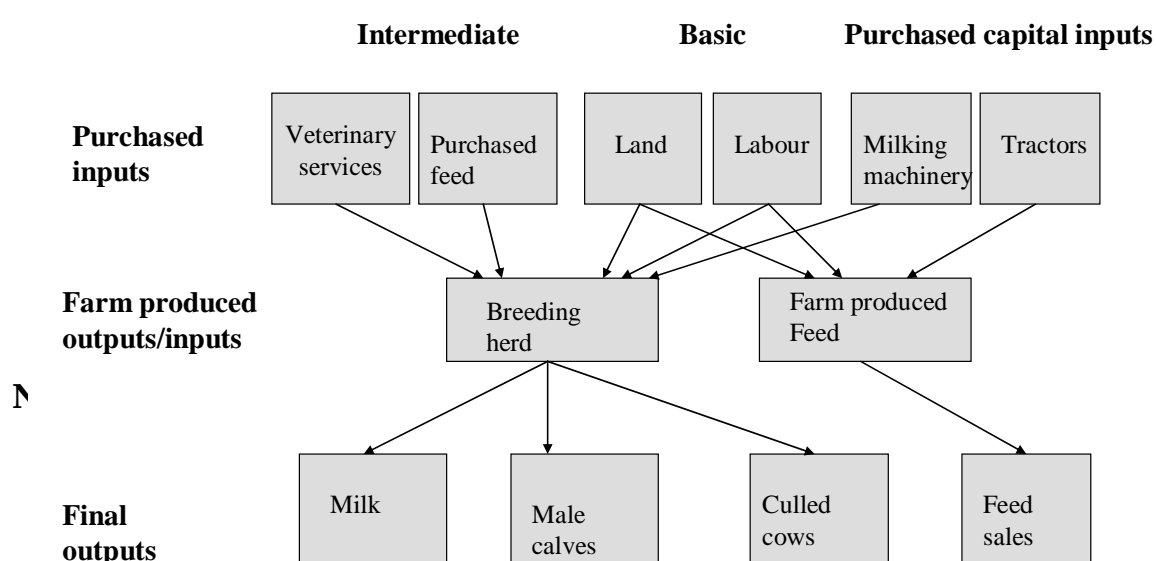 Intermediate Basic Purchased capital inputs
Purchased
inputs
Veterinary
services
Purchased
feed
Land
Labour
Milking
machinery
Tractors
Farm produced
outputs/inputs
Breeding
herd
Farm produced
Feed
Final
outputs
Milk
Male
calves
Culled
cows
Feed
sales